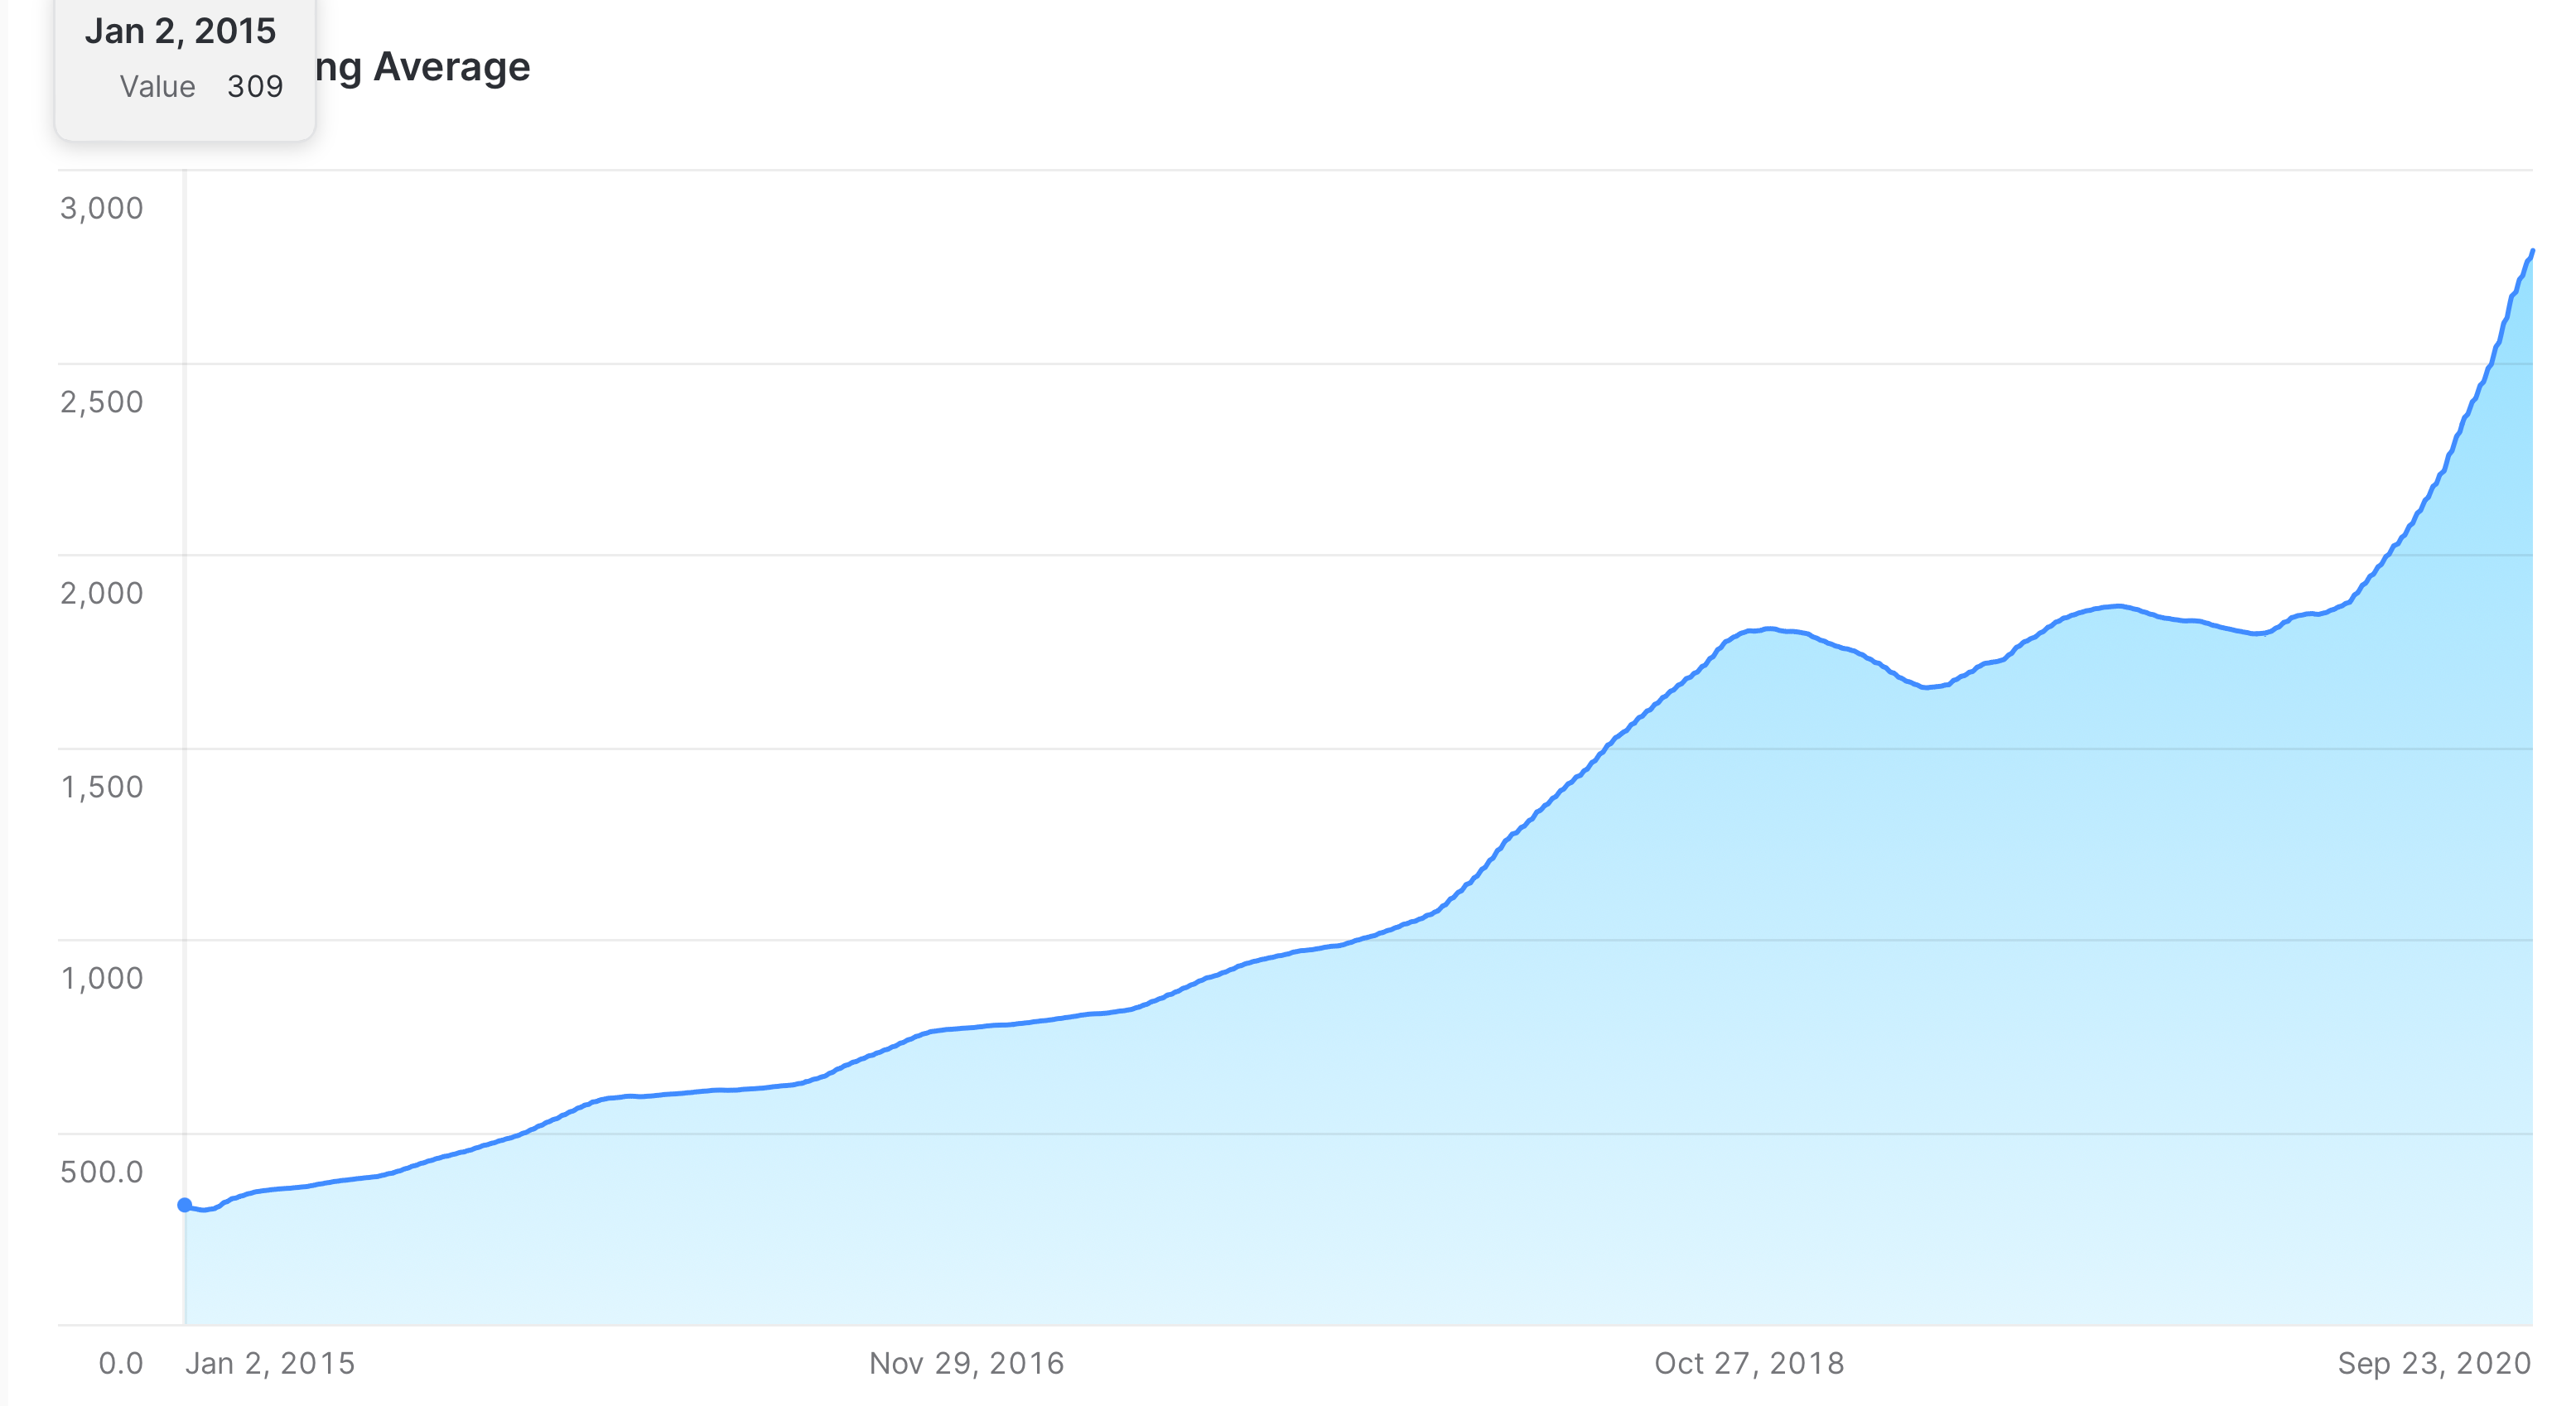 Jan 2, 2015
ng Average
Value 309
3,000
2,500
2,000
1,500
1,000
500.0
0.0
Jan 2, 2015
Nov 29, 2016
Oct 27, 2018
Sep 23, 2020